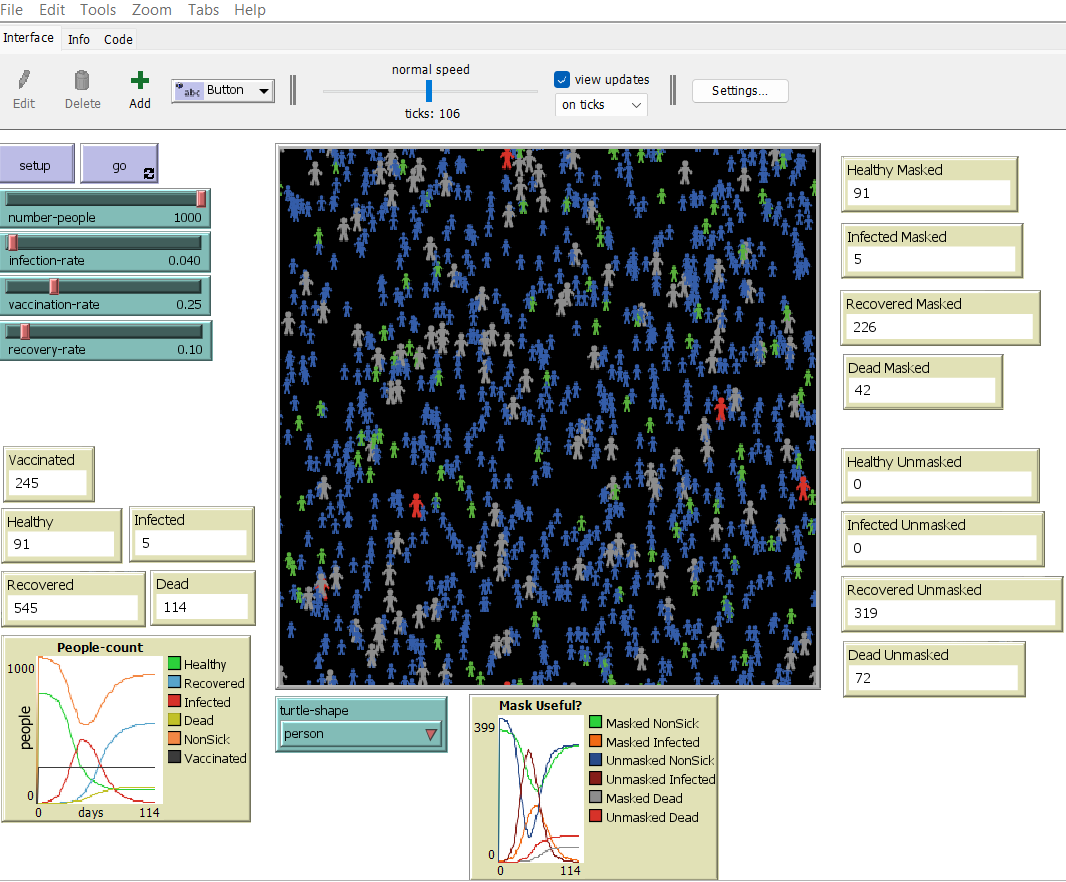 File Edit Tools Zoom Tabs Help
Interface Info Code
Edit Delete Add abc Button normal speed ticks: 106 view updates on ticks Settings...
setup go
number-people 1000
infection-rate 0.040
vaccination-rate 0.25
recovery-rate 0.10
Vaccinated
245
Healthy
91
Infected
5
Recovered
545
Dead
114
People-count
people
1000
0
0 days 114
Healthy
Recovered
Infected
Dead
NonSick
Vaccinated
turtle-shape
person
Mask Useful?
399
0
0 114
Masked NonSick
Masked Infected
Unmasked NonSick
Unmasked Infected
Masked Dead
Unmasked Dead
Healthy Masked
91
Infected Masked
5
Recovered Masked
226
Dead Masked
42
Healthy Unmasked
0
Infected Unmasked
0
Recovered Unmasked
319
Dead Unmasked
72